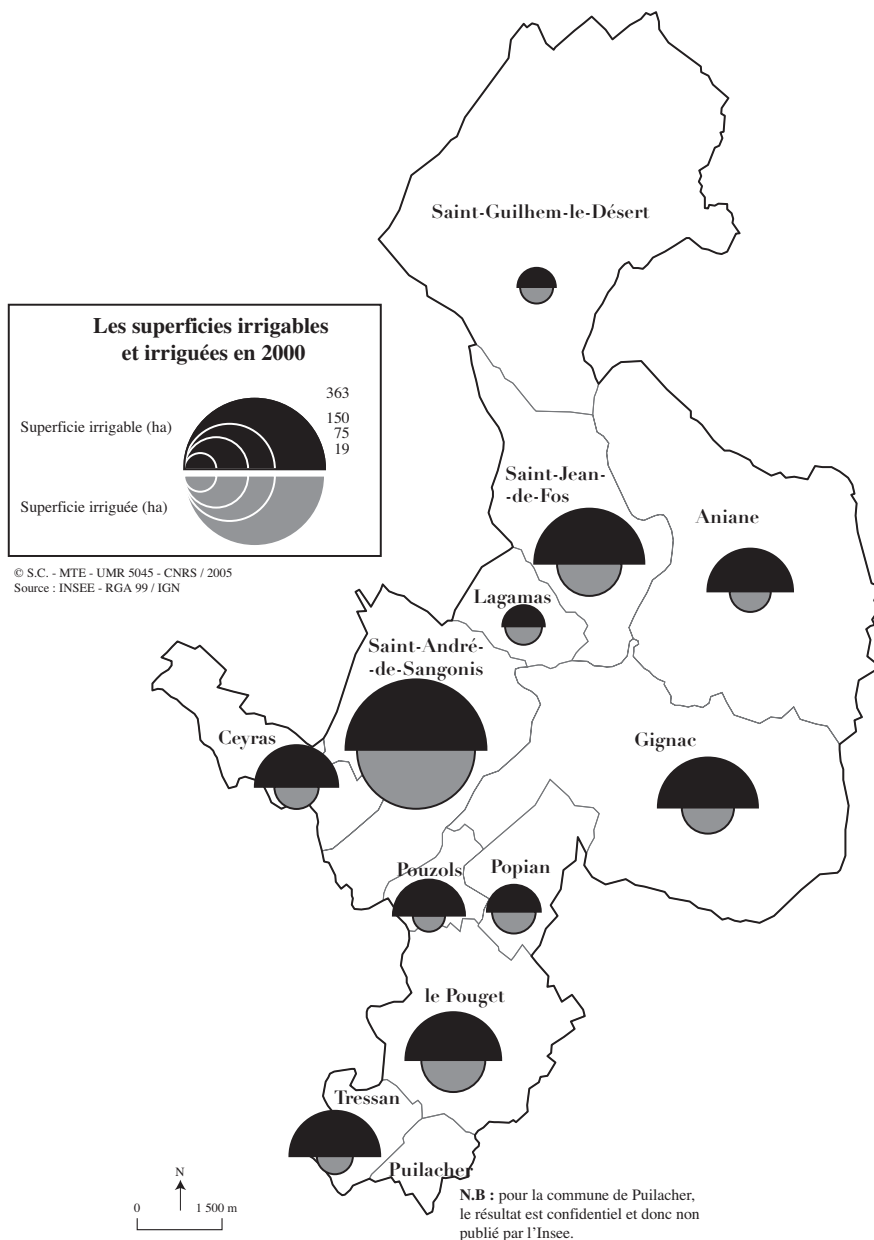 Saint-Guilhem-le-Désert
Les superficies irrigables
et irriguées en 2000
363
150
75
19
Superficie irrigable (ha)
Superficie irriguée (ha)
© S.C. - MTE - UMR 5045 - CNRS / 2005
Source : INSEE - RGA 99 / IGN
Saint-Jean-
-de-Fos
Aniane
Lagamas
Saint-André-
-de-Sangonis
Ceyras
Gignac
Pouzols
Popian
le Pouget
Tressan
Puilacher
N
0 1 500 m
N.B : pour la commune de Puilacher,
le résultat est confidentiel et donc non
publié par l'Insee.